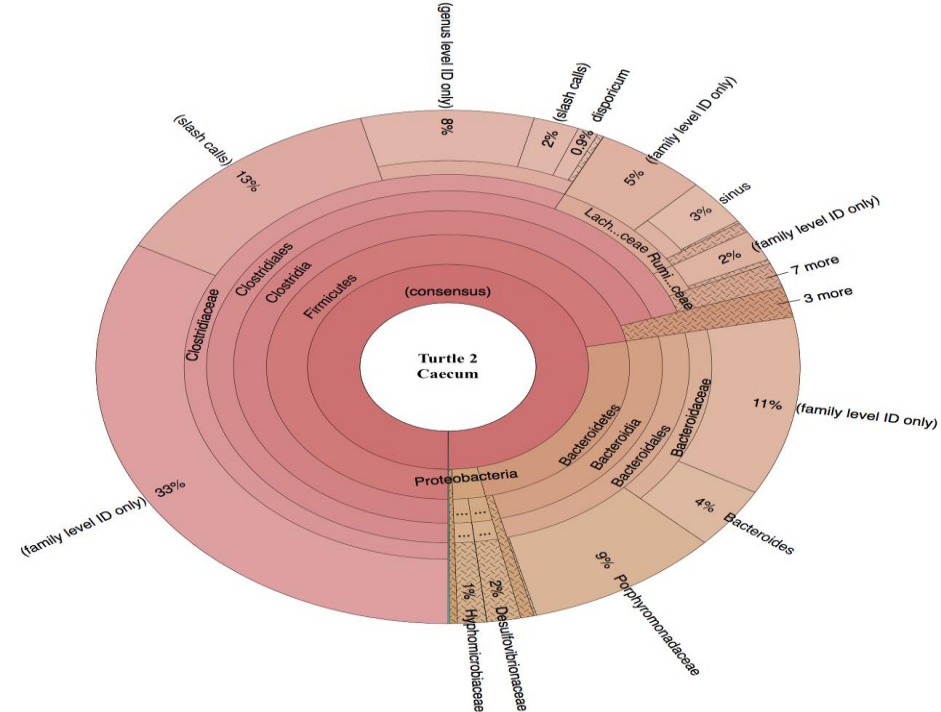 (genus level ID only)
8%
(slash calls)
2%
disporicum
0.9%
(family level ID only)
5%
sinus
3%
(family level ID only)
2%
7 more
3 more
(slash calls)
13%
Lach...ceae
Rumi...ceae
Clostridiaceae
Clostridiales
Clostridia
Firmicutes
(consensus)
Turtle 2
Caecum
11%
(family level ID only)
Bacteroidetes
Bacteroidia
Bacteroidales
Bacteroidaceae
4%
Bacteroides
Proteobacteria
... ...
... ...
33%
(family level ID only)
9%
Porphyromonadaceae
2%
Desulfovibrionaceae
1%
Hyphomicrobiaceae